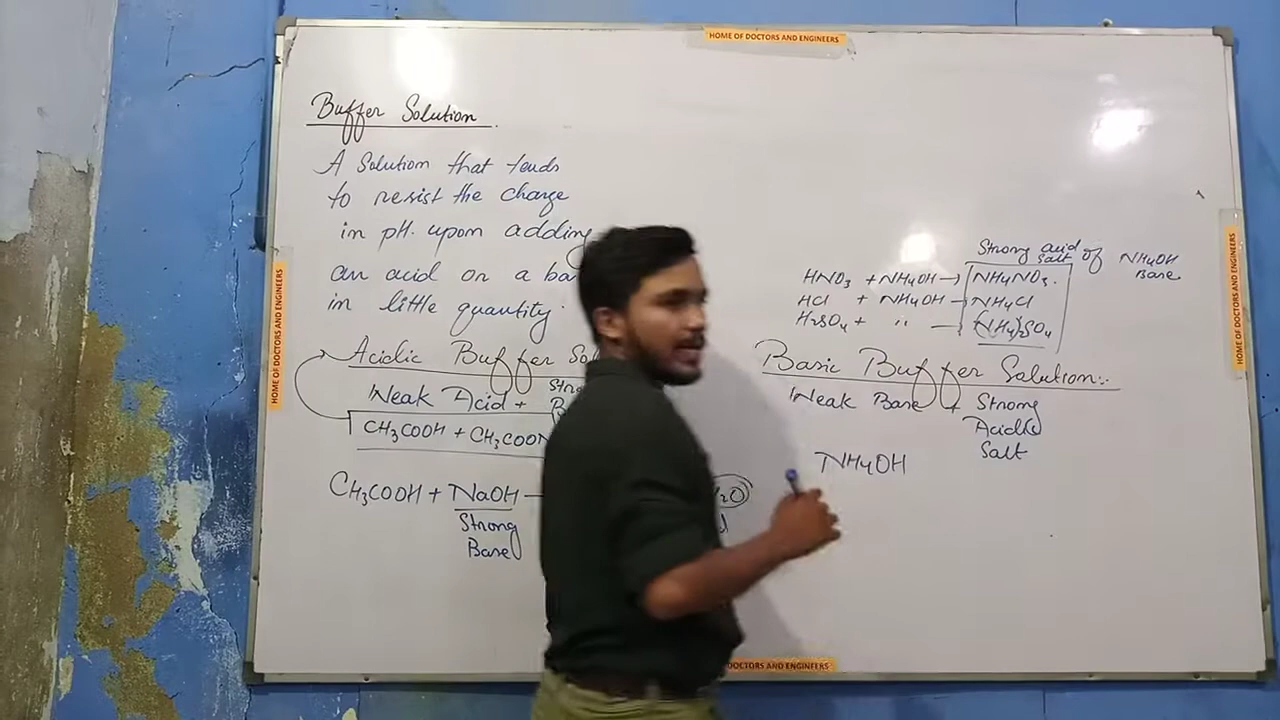 HOME OF DOCTORS AND ENGINEERS
Buffer Solution
A Solution that tends
to resist the change
in pH. upon adding
an acid or a
in little quantity.
Acidic Buffer
Weak Acid +
CH₃COOH + CH₃COON
CH₃COOH + NaOH
Strong
Base
Strong acid
salt of NH₄OH
Base
HNO₃ + NH₄OH → NH₄NO₃.
HCl + NH₄OH → NH₄Cl
H₂SO₄ + " → (NH₄)₂SO₄
Basic Buffer Solution:-
Weak Base + Strong
Acidic
Salt
NH₄OH
HOME OF DOCTORS AND ENGINEERS
HOME OF DOCTORS AND ENGINEERS
DOCTORS AND ENGINEERS